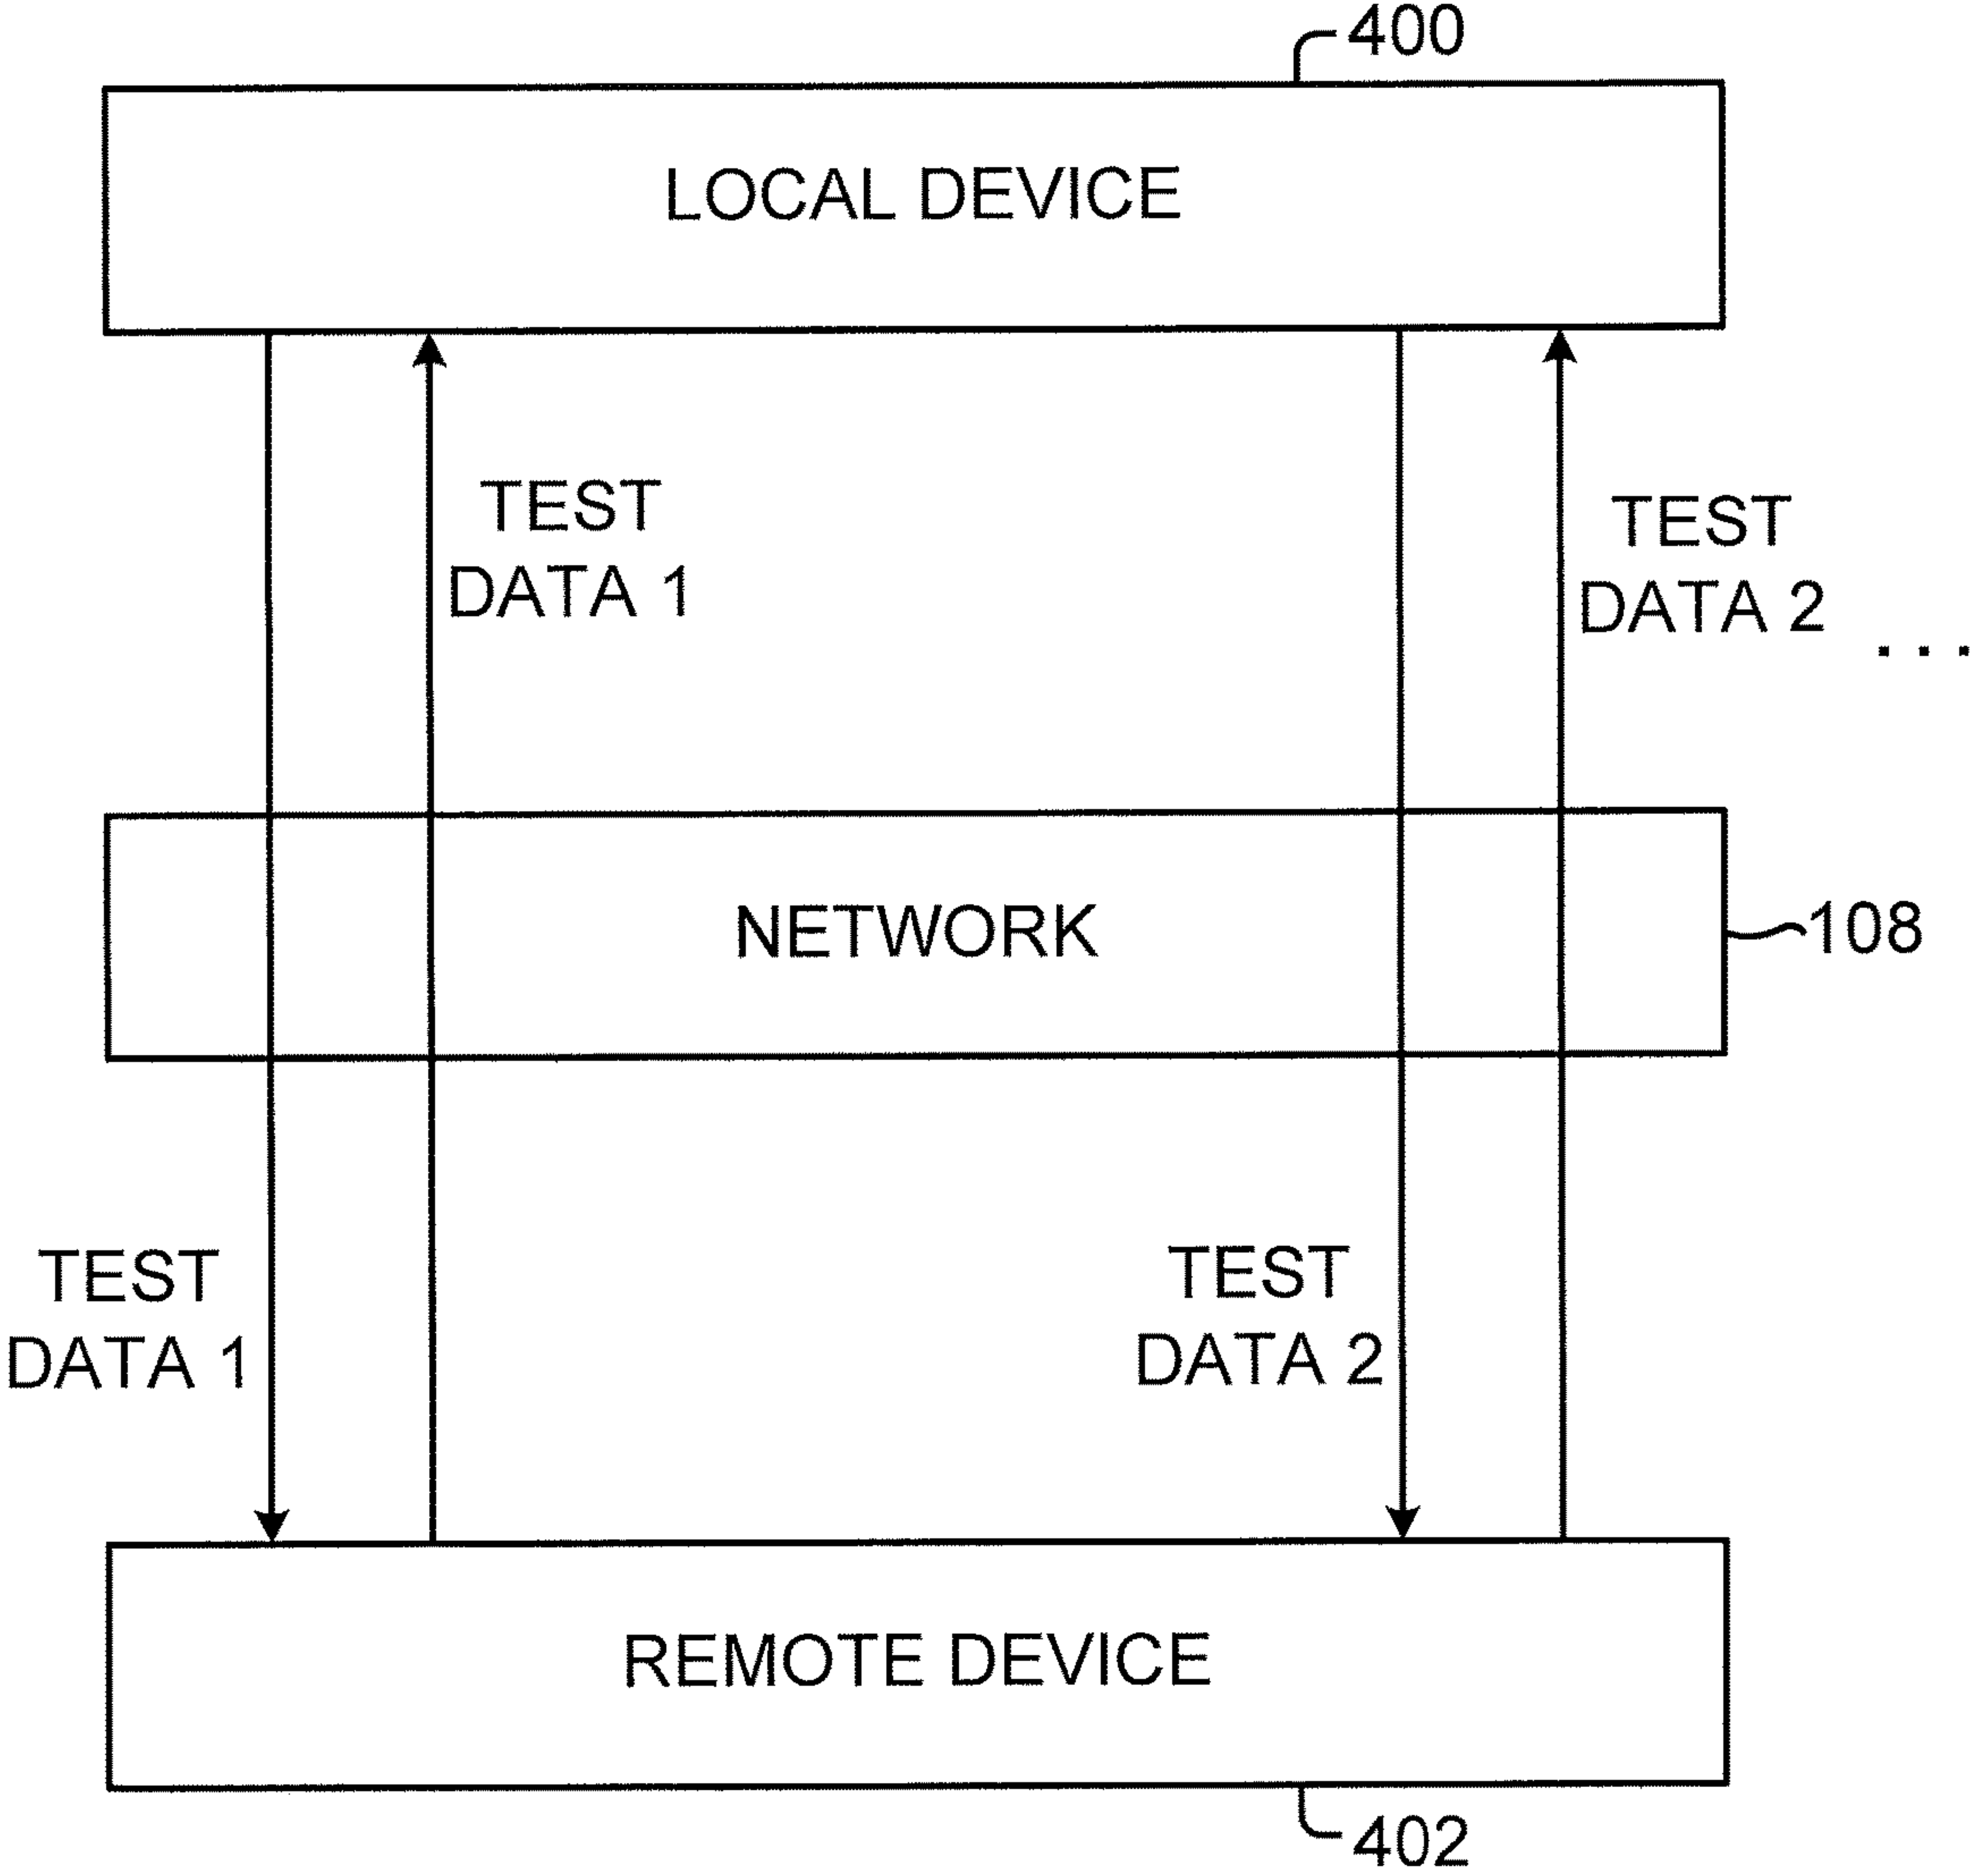 400
LOCAL DEVICE
TEST
DATA 1
TEST
DATA 2
...
NETWORK
108
TEST
DATA 1
TEST
DATA 2
REMOTE DEVICE
402